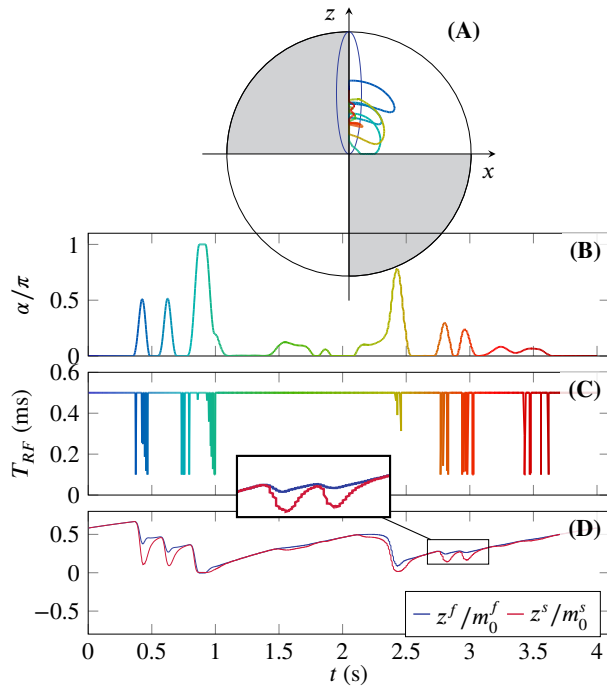 z
(A)
x
1
0.5
0
α/π
(B)
0.6
0.4
0.2
0
T_RF (ms)
(C)
0.5
0
−0.5
(D)
z^f/m_0^f z^s/m_0^s
0 0.5 1 1.5 2 2.5 3 3.5 4
t (s)